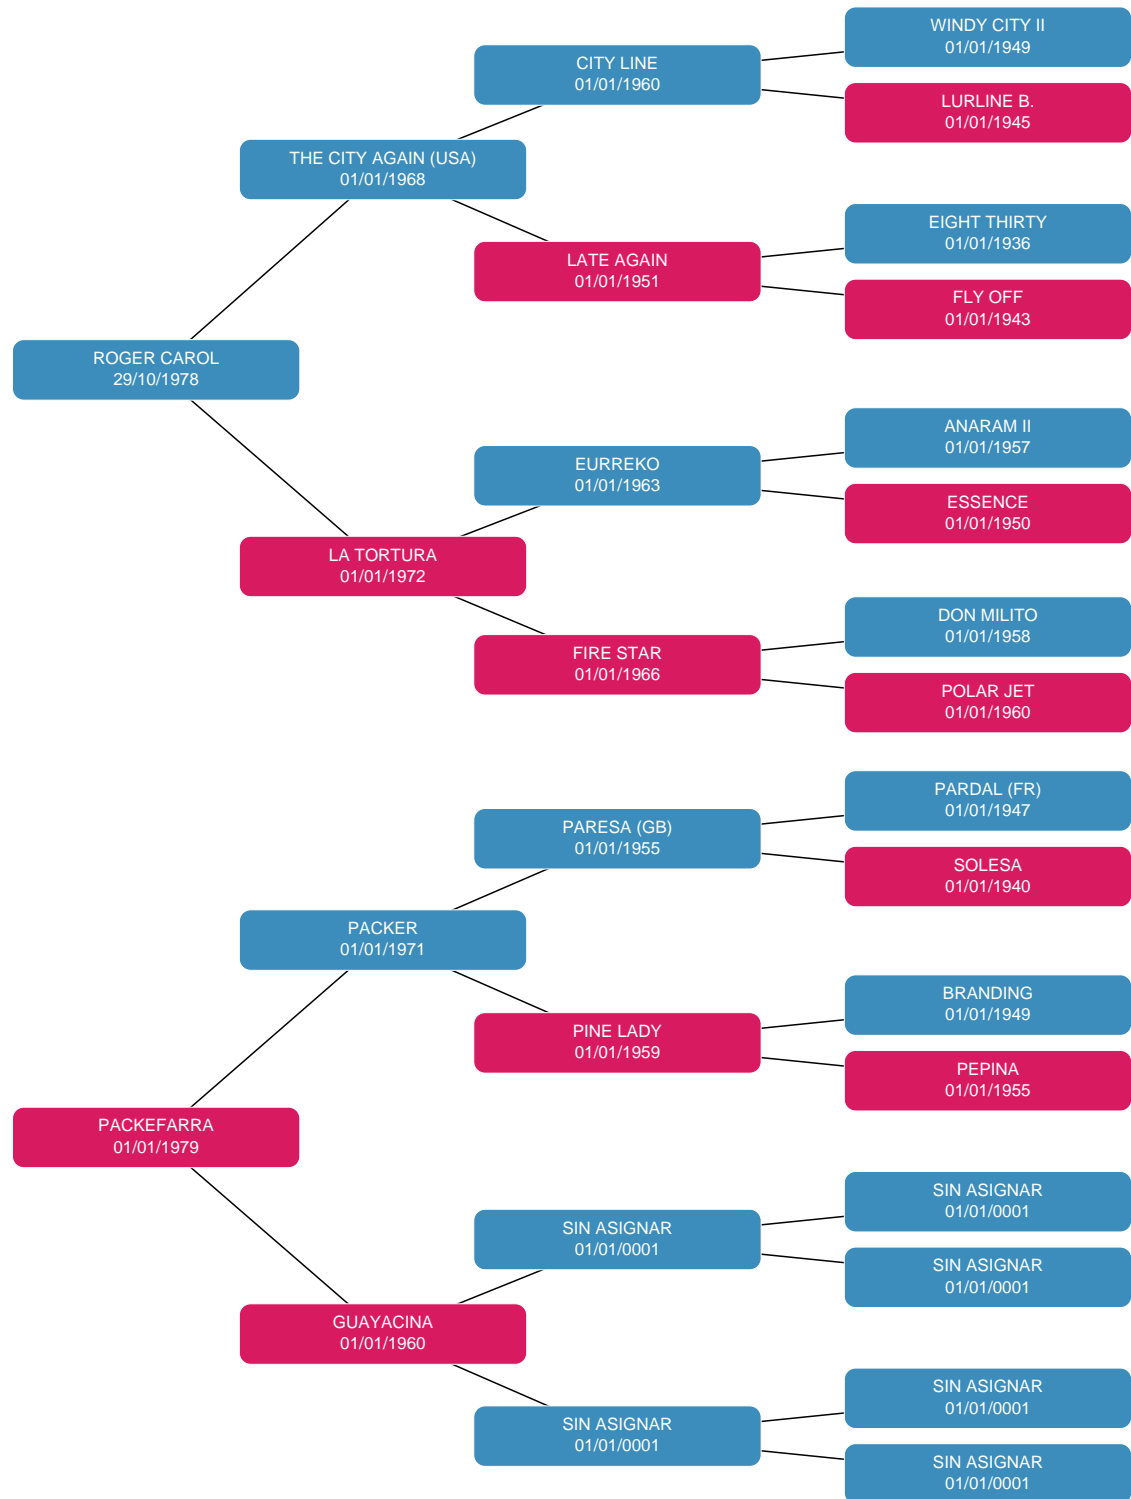 WINDY CITY II
01/01/1949
CITY LINE
01/01/1960
LURLINE B.
01/01/1945
THE CITY AGAIN (USA)
01/01/1968
EIGHT THIRTY
01/01/1936
LATE AGAIN
01/01/1951
FLY OFF
01/01/1943
ROGER CAROL
29/10/1978
ANARAM II
01/01/1957
EURREKO
01/01/1963
ESSENCE
01/01/1950
LA TORTURA
01/01/1972
DON MILITO
01/01/1958
FIRE STAR
01/01/1966
POLAR JET
01/01/1960
PARDAL (FR)
01/01/1947
PARESA (GB)
01/01/1955
SOLESA
01/01/1940
PACKER
01/01/1971
BRANDING
01/01/1949
PINE LADY
01/01/1959
PEPINA
01/01/1955
PACKEFARRA
01/01/1979
SIN ASIGNAR
01/01/0001
SIN ASIGNAR
01/01/0001
SIN ASIGNAR
01/01/0001
GUAYACINA
01/01/1960
SIN ASIGNAR
01/01/0001
SIN ASIGNAR
01/01/0001
SIN ASIGNAR
01/01/0001